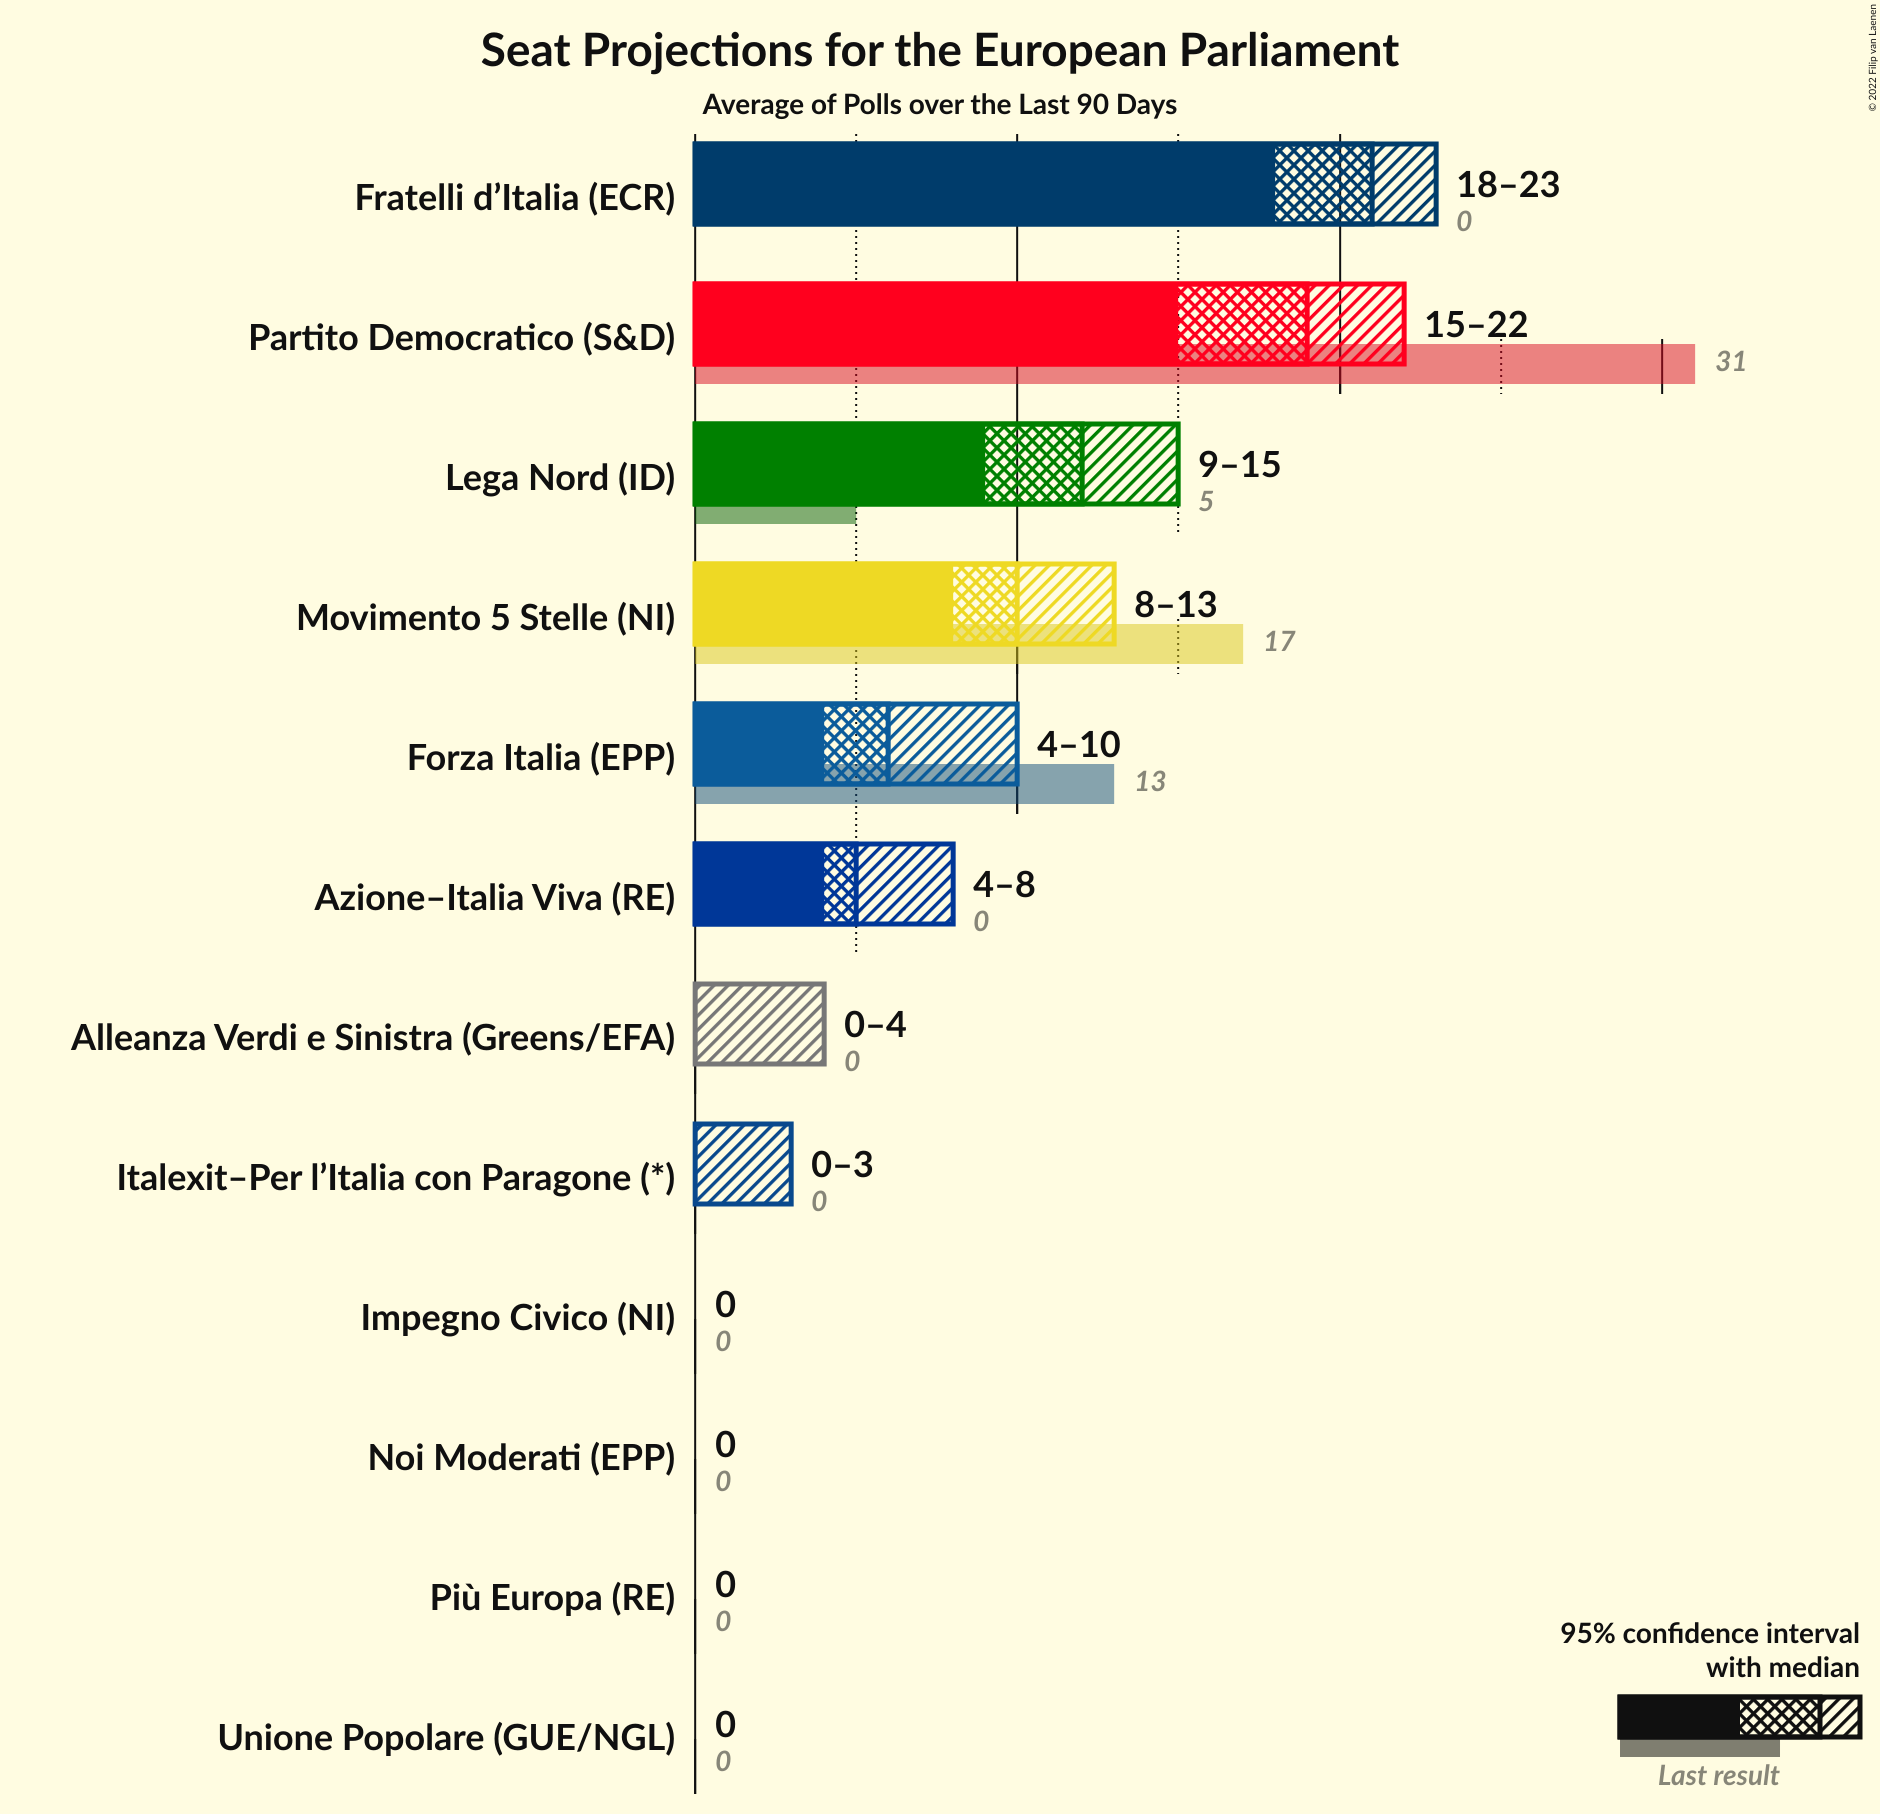 Seat Projections for the European Parliament
Average of Polls over the Last 90 Days
© 2022 Filip van Laenen
Fratelli d’Italia (ECR)
18–23
0
Partito Democratico (S&D)
15–22
31
Lega Nord (ID)
9–15
5
Movimento 5 Stelle (NI)
8–13
17
Forza Italia (EPP)
4–10
13
Azione–Italia Viva (RE)
4–8
0
Alleanza Verdi e Sinistra (Greens/EFA)
0–4
0
Italexit–Per l’Italia con Paragone (*)
0–3
0
Impegno Civico (NI)
0
0
Noi Moderati (EPP)
0
0
Più Europa (RE)
0
0
Unione Popolare (GUE/NGL)
0
0
95% confidence interval
with median
Last result